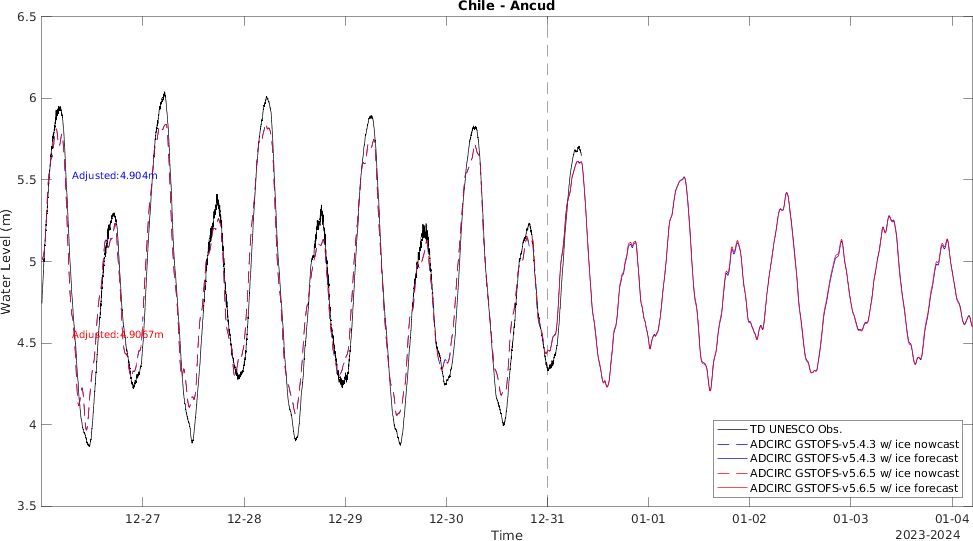 Chile - Ancud
6.5
6
5.5
5
4.5
4
3.5
Water Level (m)
Adjusted:4.904m
Adjusted:4.9067m
TD UNESCO Obs.
ADCIRC GSTOFS-v5.4.3 w/ ice nowcast
ADCIRC GSTOFS-v5.4.3 w/ ice forecast
ADCIRC GSTOFS-v5.6.5 w/ ice nowcast
ADCIRC GSTOFS-v5.6.5 w/ ice forecast
12-27 12-28 12-29 12-30 12-31 01-01 01-02 01-03 01-04
Time
2023-2024